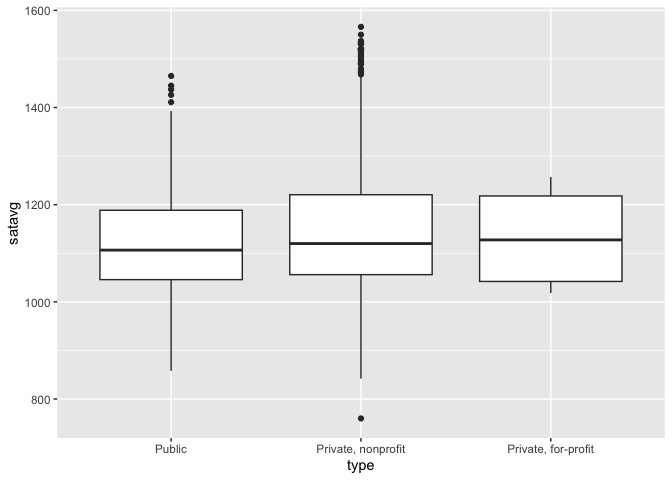 1600
1400
1200
1000
800
satavg
Public
Private, nonprofit
Private, for-profit
type